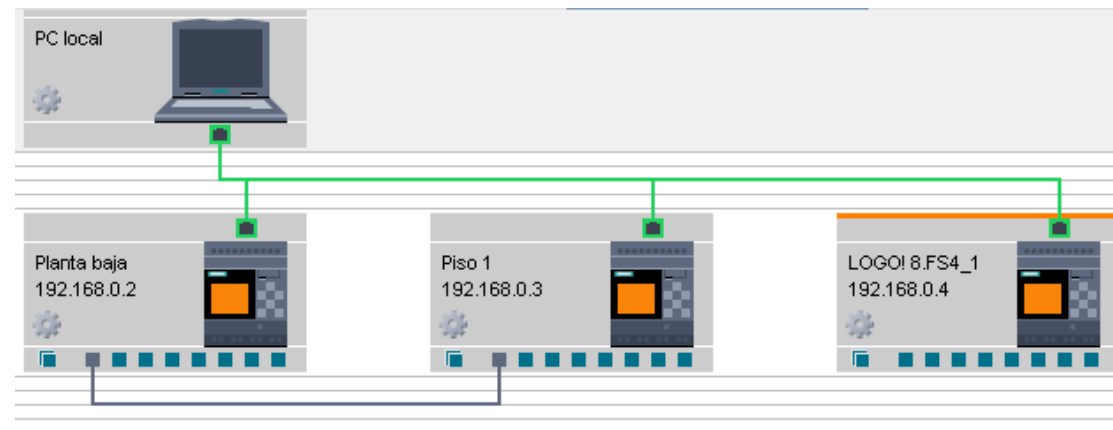 PC local
Planta baja
192.168.0.2
Piso 1
192.168.0.3
LOGO! 8.FS4_1
192.168.0.4